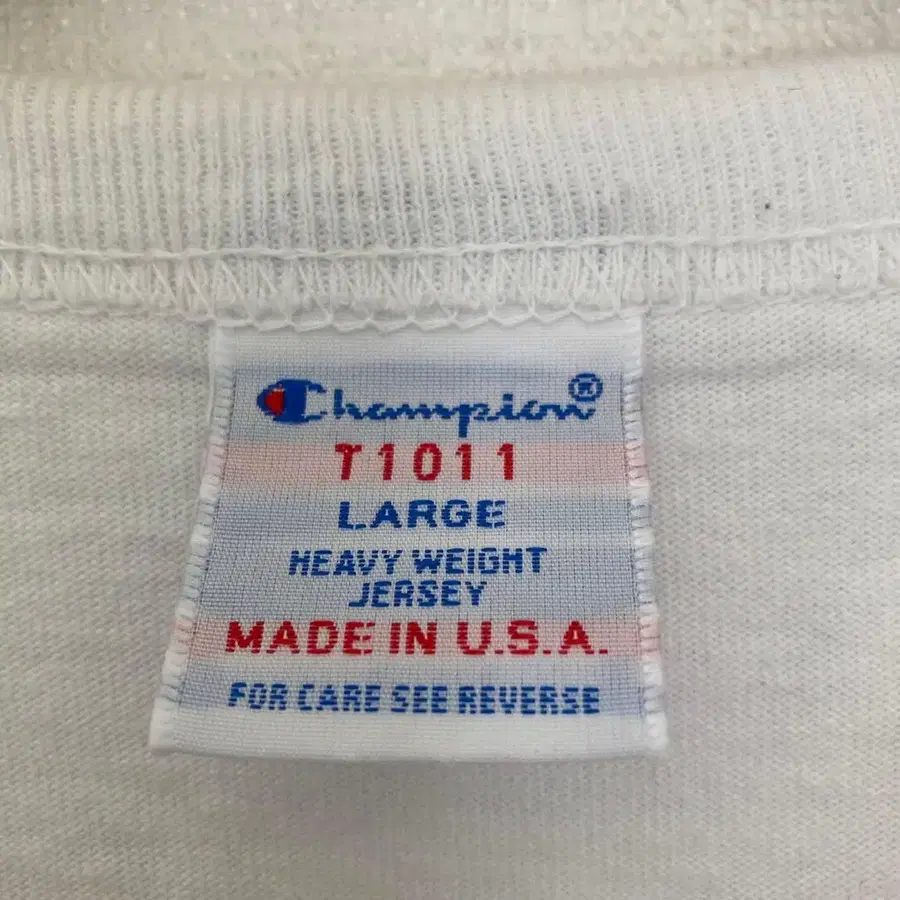 Champion®
T1011
LARGE
HEAVY WEIGHT
JERSEY
MADE IN U.S.A.
FOR CARE SEE REVERSE